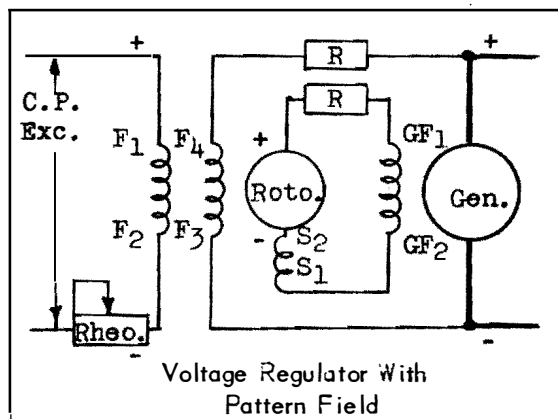 + R +
C.P.
Exc.
R
F1 F4 + GF1
Roto. Gen.
F2 F3 - S2 GF2
S1
Rheo.
- -
Voltage Regulator With
Pattern Field